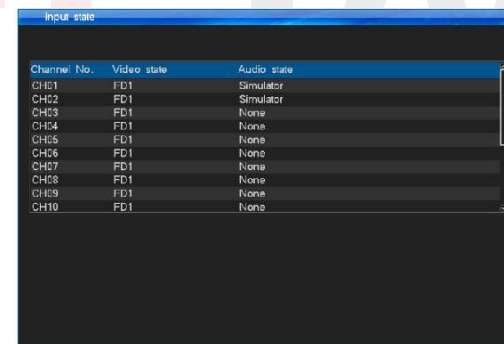 Input state
Channel No. Video state Audio state
CH01 FD1 Simulator
CH02 FD1 Simulator
CH03 FD1 None
CH04 FD1 None
CH05 FD1 None
CH06 FD1 None
CH07 FD1 None
CH08 FD1 None
CH09 FD1 None
CH10 FD1 None